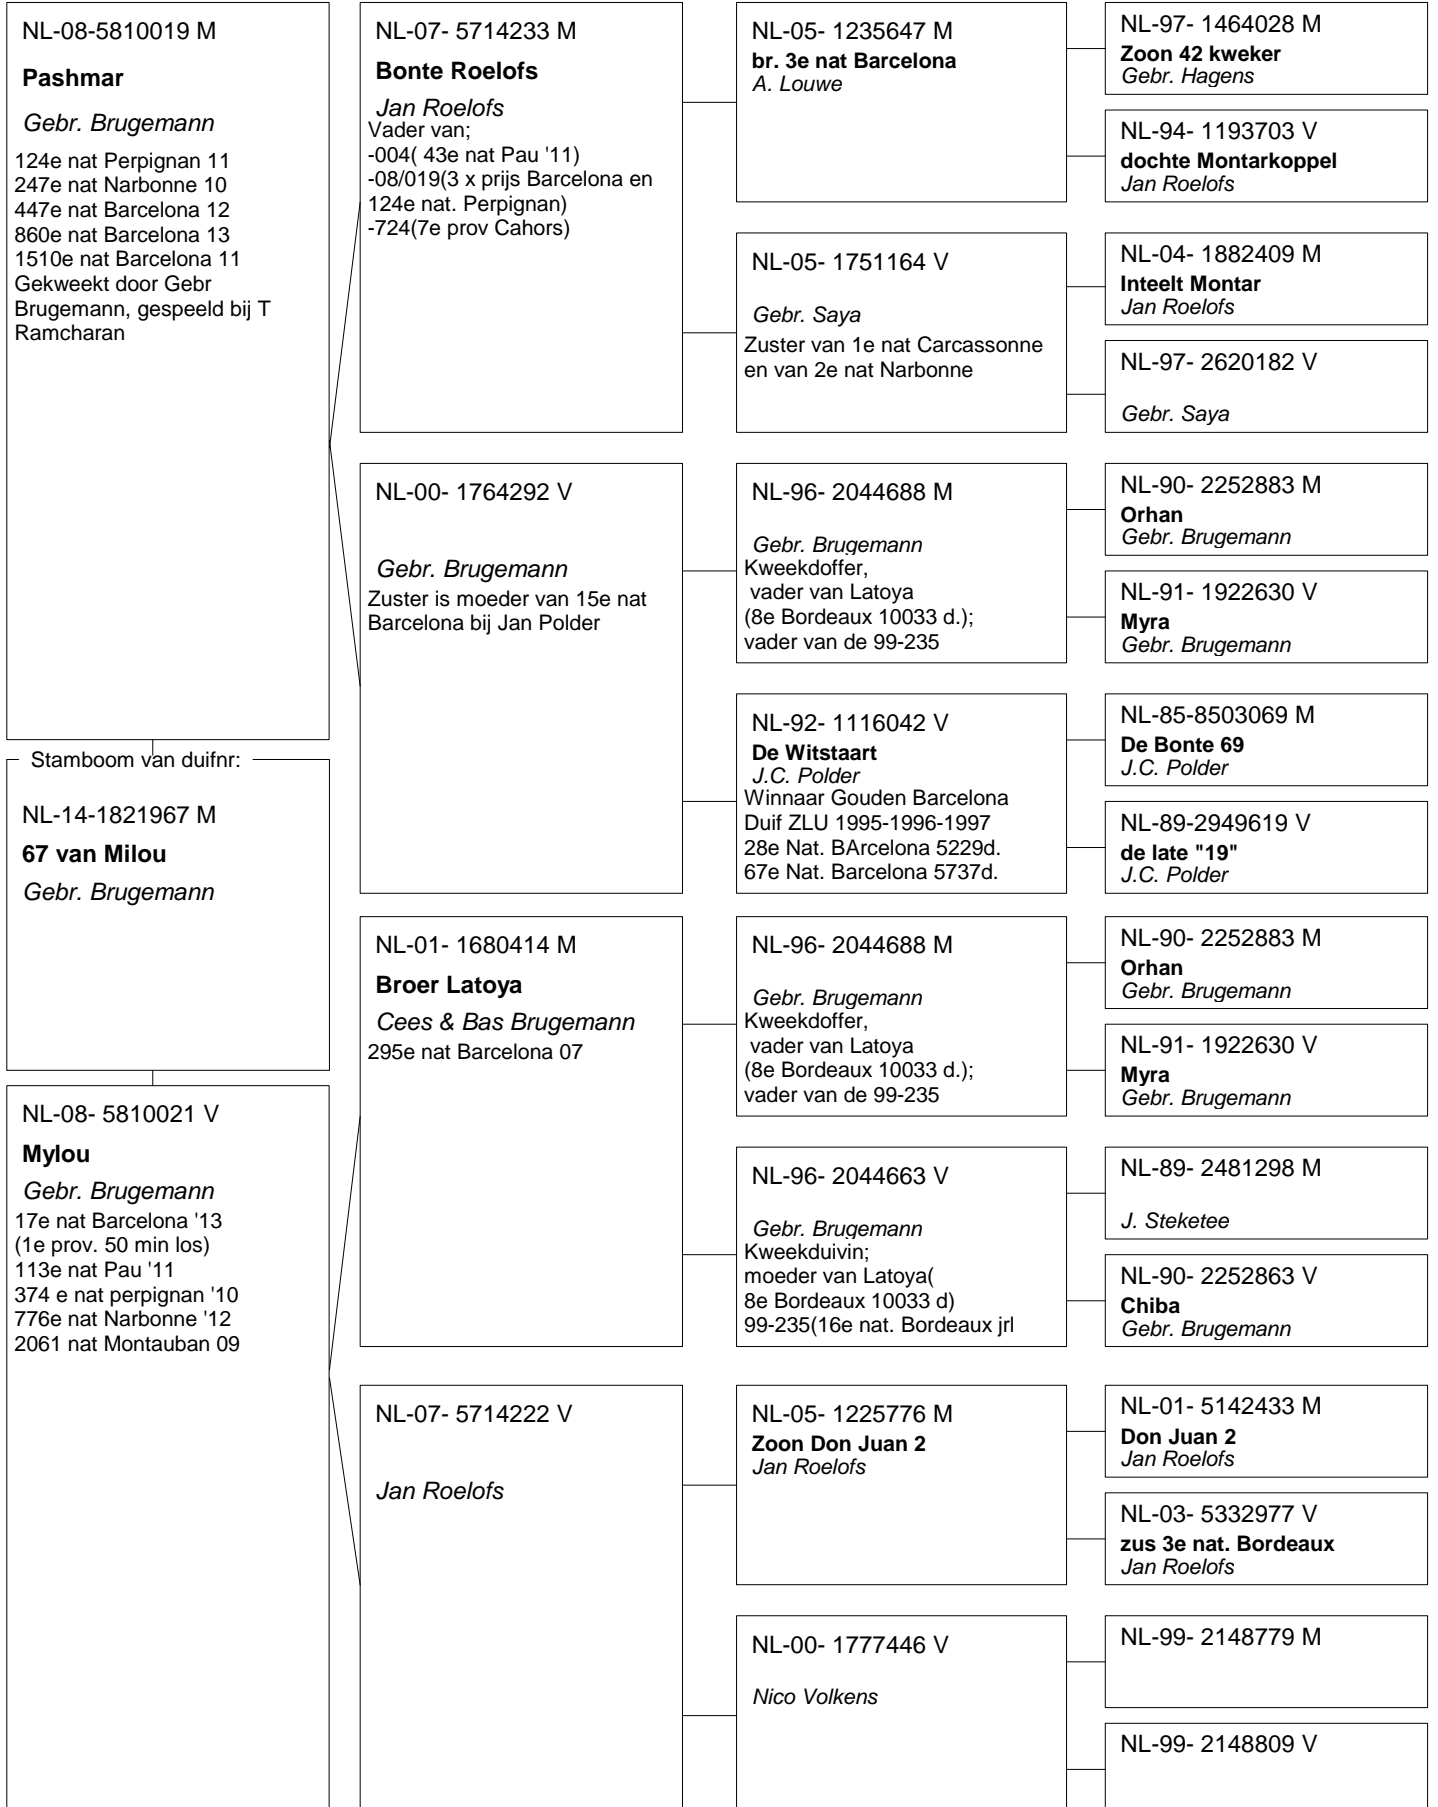 NL-08-5810019 M
Pashmar
Gebr. Brugemann
124e nat Perpignan 11
247e nat Narbonne 10
447e nat Barcelona 12
860e nat Barcelona 13
1510e nat Barcelona 11
Gekweekt door Gebr
Brugemann, gespeeld bij T
Ramcharan
Stamboom van duifnr:
NL-14-1821967 M
67 van Milou
Gebr. Brugemann
NL-08- 5810021 V
Mylou
Gebr. Brugemann
17e nat Barcelona '13
(1e prov. 50 min los)
113e nat Pau '11
374 e nat perpignan '10
776e nat Narbonne '12
2061 nat Montauban 09
NL-07- 5714233 M
Bonte Roelofs
Jan Roelofs
Vader van;
-004( 43e nat Pau '11)
-08/019(3 x prijs Barcelona en
124e nat. Perpignan)
-724(7e prov Cahors)
NL-00- 1764292 V
Gebr. Brugemann
Zuster is moeder van 15e nat
Barcelona bij Jan Polder
NL-01- 1680414 M
Broer Latoya
Cees & Bas Brugemann
295e nat Barcelona 07
NL-07- 5714222 V
Jan Roelofs
NL-05- 1235647 M
br. 3e nat Barcelona
A. Louwe
NL-05- 1751164 V
Gebr. Saya
Zuster van 1e nat Carcassonne
en van 2e nat Narbonne
NL-96- 2044688 M
Gebr. Brugemann
Kweekdoffer,
vader van Latoya
(8e Bordeaux 10033 d.);
vader van de 99-235
NL-92- 1116042 V
De Witstaart
J.C. Polder
Winnaar Gouden Barcelona
Duif ZLU 1995-1996-1997
28e Nat. BArcelona 5229d.
67e Nat. Barcelona 5737d.
NL-96- 2044688 M
Gebr. Brugemann
Kweekdoffer,
vader van Latoya
(8e Bordeaux 10033 d.);
vader van de 99-235
NL-96- 2044663 V
Gebr. Brugemann
Kweekduivin;
moeder van Latoya(
8e Bordeaux 10033 d)
99-235(16e nat. Bordeaux jrl
NL-05- 1225776 M
Zoon Don Juan 2
Jan Roelofs
NL-00- 1777446 V
Nico Volkens
NL-97- 1464028 M
Zoon 42 kweker
Gebr. Hagens
NL-94- 1193703 V
dochte Montarkoppel
Jan Roelofs
NL-04- 1882409 M
Inteelt Montar
Jan Roelofs
NL-97- 2620182 V
Gebr. Saya
NL-90- 2252883 M
Orhan
Gebr. Brugemann
NL-91- 1922630 V
Myra
Gebr. Brugemann
NL-85-8503069 M
De Bonte 69
J.C. Polder
NL-89-2949619 V
de late "19"
J.C. Polder
NL-90- 2252883 M
Orhan
Gebr. Brugemann
NL-91- 1922630 V
Myra
Gebr. Brugemann
NL-89- 2481298 M
J. Steketee
NL-90- 2252863 V
Chiba
Gebr. Brugemann
NL-01- 5142433 M
Don Juan 2
Jan Roelofs
NL-03- 5332977 V
zus 3e nat. Bordeaux
Jan Roelofs
NL-99- 2148779 M
NL-99- 2148809 V